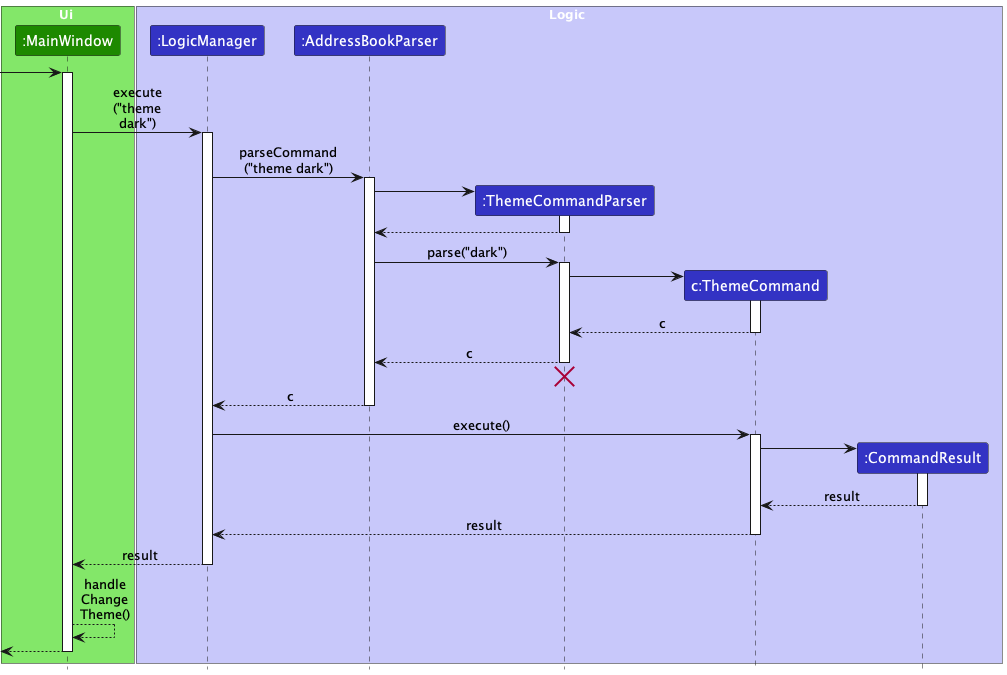 Ui
Logic
:MainWindow
:LogicManager
:AddressBookParser
execute
("theme
dark")
parseCommand
("theme dark")
:ThemeCommandParser
parse("dark")
c:ThemeCommand
c
c
c
execute()
:CommandResult
result
result
result
handle
Change
Theme()